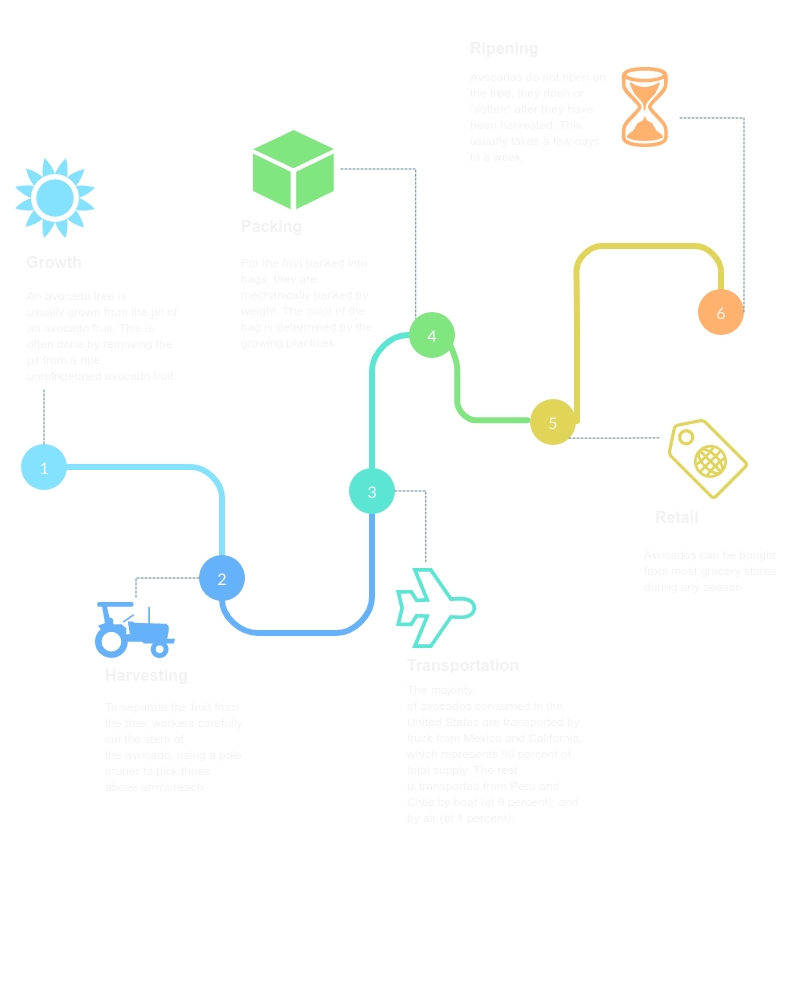 1
Growth
An avocado tree is
usually grown from the pit of
an avocado fruit. This is
often done by removing the
pit from a ripe,
unrefrigerated avocado fruit.
2
Harvesting
To separate the fruit from
the tree, workers carefully
cut the stem of
the avocado, using a pole
pruner to pick those
above arm's reach.
3
Transportation
The majority
of avocados consumed in the
United States are transported by
truck from Mexico and California,
which represents 90 percent of
total supply. The rest
is transported from Peru and
Chile by boat (at 9 percent), and
by air (at 1 percent)
4
Packing
For the fruit packed into
bags, they are
mechanically packed by
weight. The color of the
bag is determined by the
growing practices.
5
Retail
Avocados can be bought
from most grocery stores
during any season.
6
Ripening
Avocados do not ripen on
the tree; they ripen or
"soften" after they have
been harvested. This
usually takes a few days
to a week.